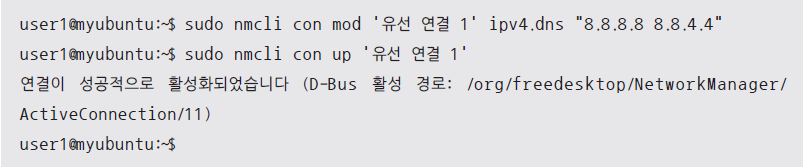 user1@myubuntu:~$ sudo nmcli con mod '유선 연결 1' ipv4.dns "8.8.8.8 8.8.4.4"
user1@myubuntu:~$ sudo nmcli con up '유선 연결 1'
연결이 성공적으로 활성화되었습니다 (D-Bus 활성 경로: /org/freedesktop/NetworkManager/
ActiveConnection/11)
user1@myubuntu:~$